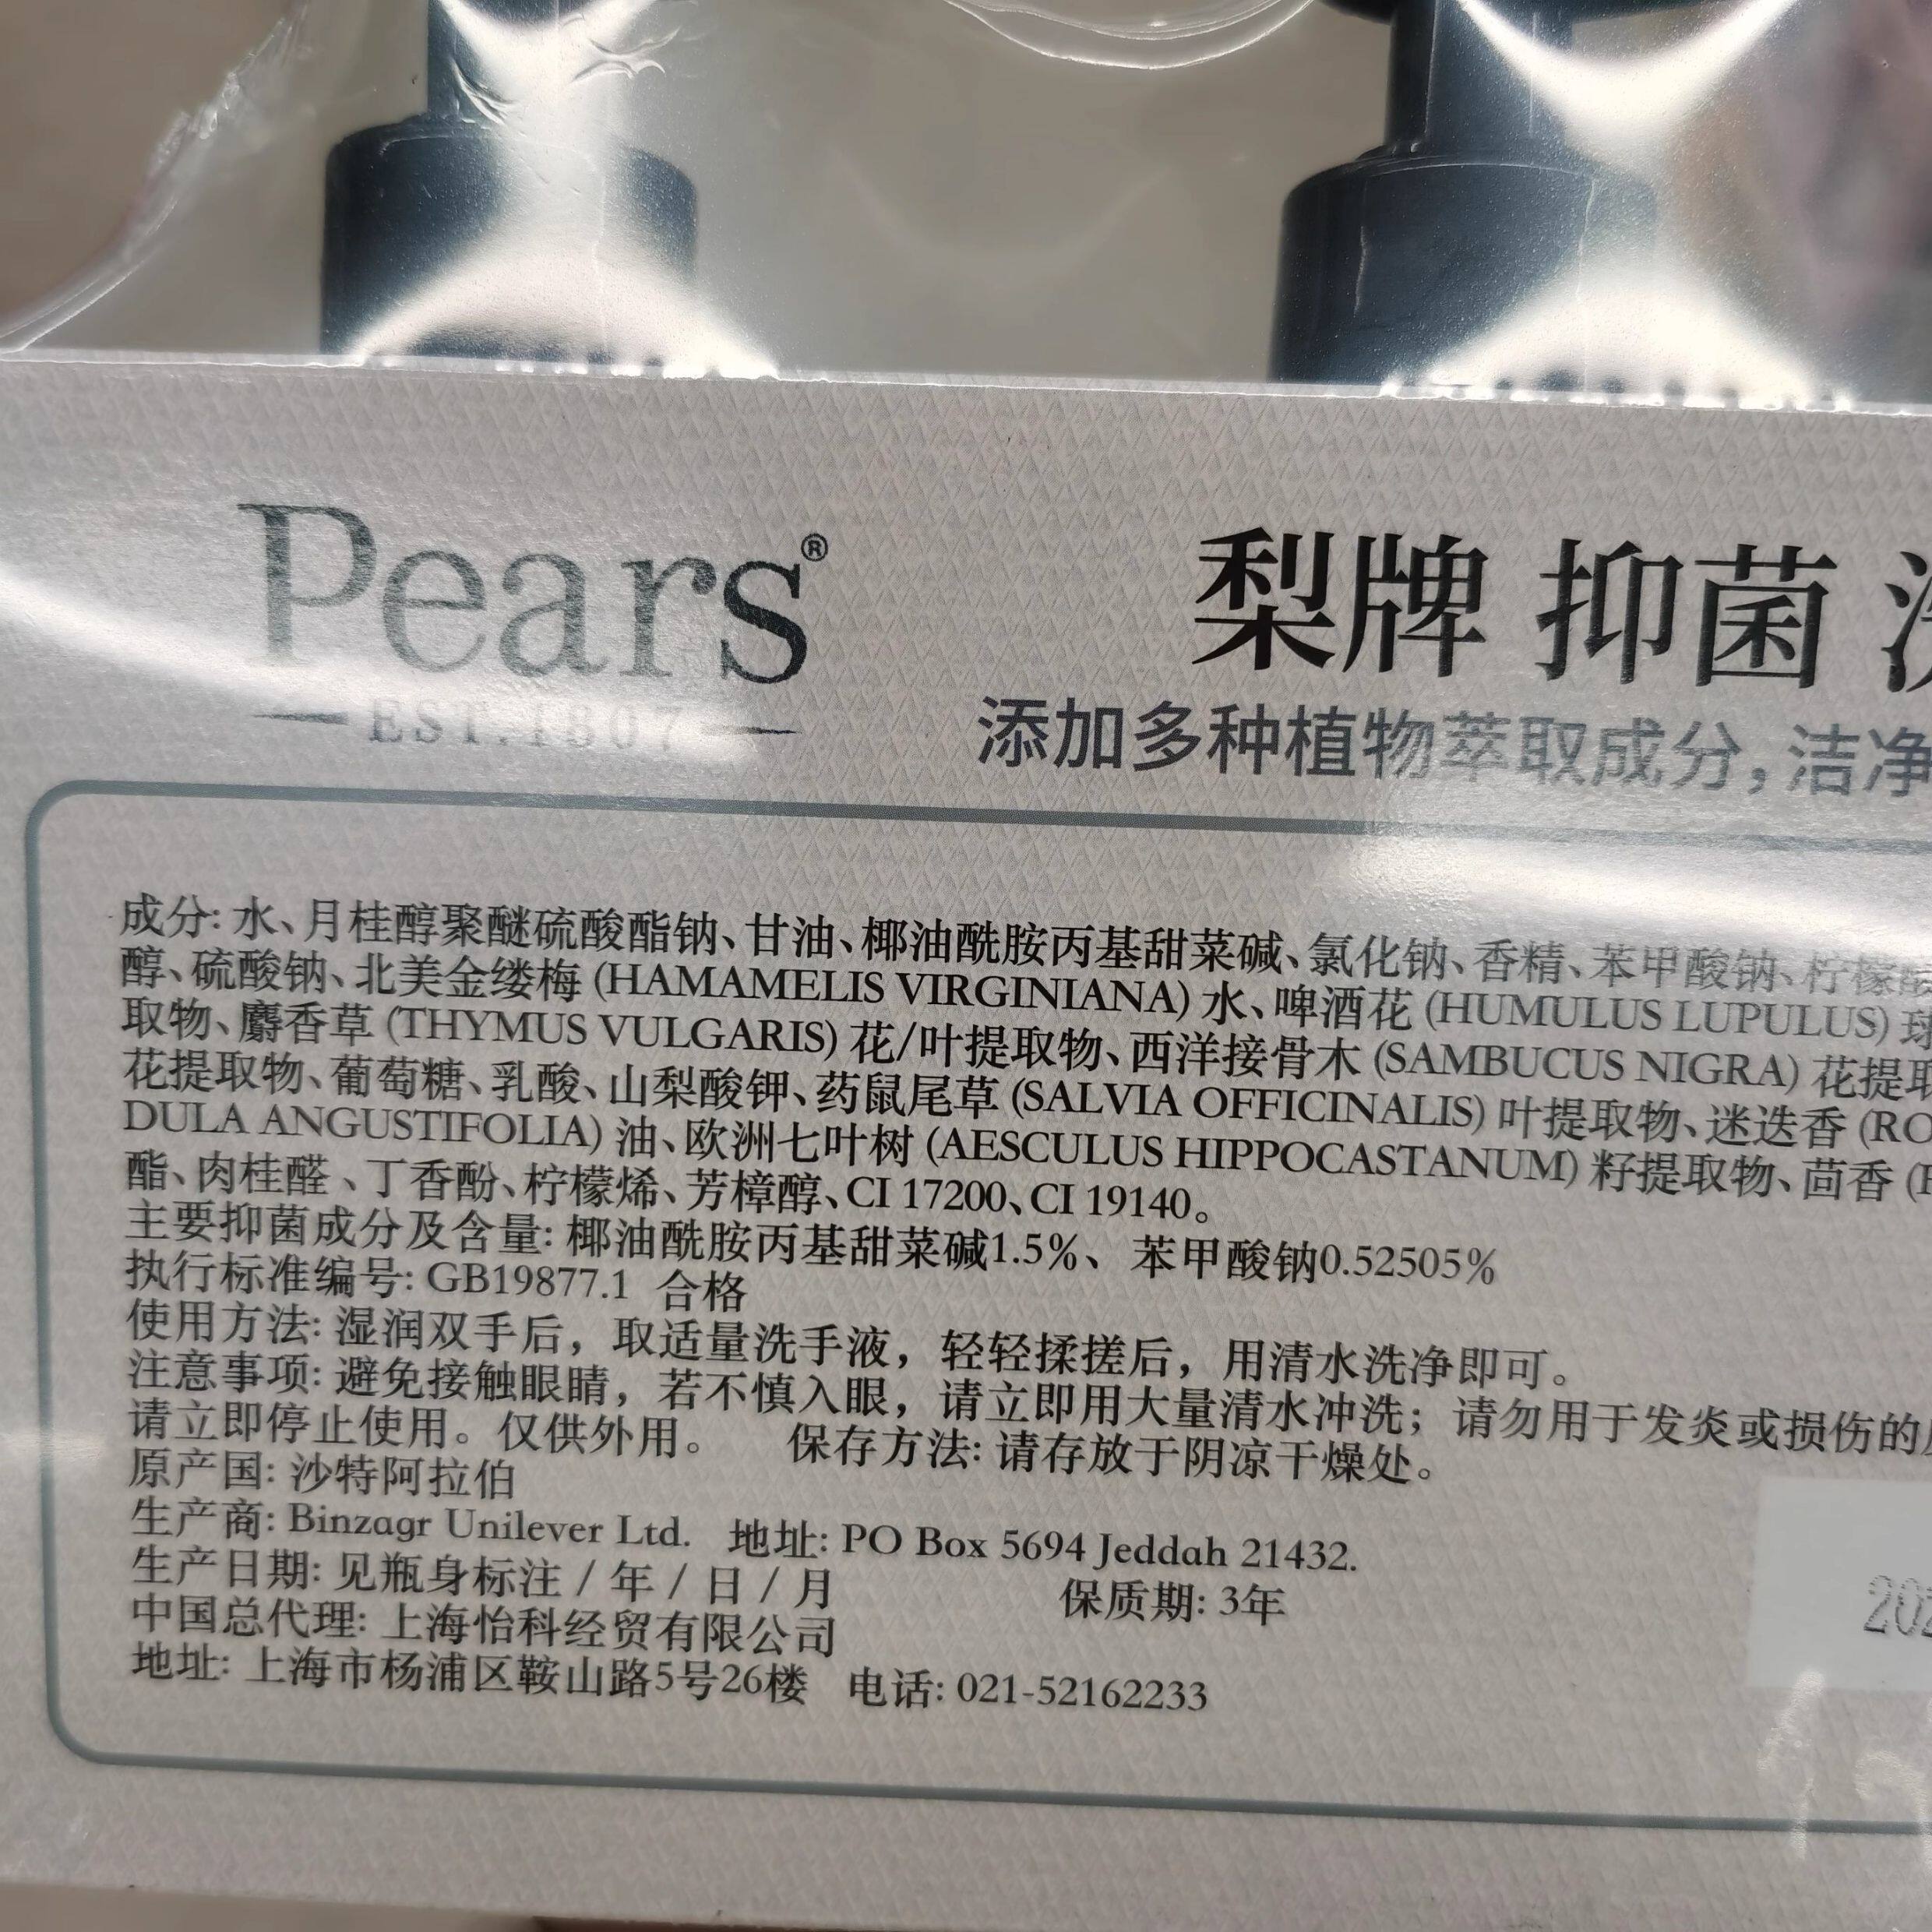 Pears®
EST.1807
梨牌 抑菌
添加多种植物萃取成分，洁净
成分: 水、月桂醇聚醚硫酸酯钠、甘油、椰油酰胺丙基甜菜碱、氯化钠、香精、苯甲酸钠、柠檬酸
醇、硫酸钠、北美金缕梅 (HAMAMELIS VIRGINIANA) 水、啤酒花 (HUMULUS LUPULUS) 球
取物、麝香草 (THYMUS VULGARIS) 花/叶提取物、西洋接骨木 (SAMBUCUS NIGRA) 花提取
花提取物、葡萄糖、乳酸、山梨酸钾、药鼠尾草 (SALVIA OFFICINALIS) 叶提取物、迷迭香 (RO
DULA ANGUSTIFOLIA) 油、欧洲七叶树 (AESCULUS HIPPOCASTANUM) 籽提取物、茴香 (F
酯、肉桂醛、丁香酚、柠檬烯、芳樟醇、CI 17200、CI 19140。
主要抑菌成分及含量: 椰油酰胺丙基甜菜碱1.5%、 苯甲酸钠0.52505%
执行标准编号: GB19877.1 合格
使用方法: 湿润双手后，取适量洗手液，轻轻揉搓后，用清水洗净即可。
注意事项: 避免接触眼睛，若不慎入眼，请立即用大量清水冲洗；请勿用于发炎或损伤的
请立即停止使用。仅供外用。 保存方法: 请存放于阴凉干燥处。
原产国: 沙特阿拉伯
生产商: Binzagr Unilever Ltd. 地址: PO Box 5694 Jeddah 21432.
生产日期: 见瓶身标注 / 年 / 日 / 月 保质期: 3年
中国总代理: 上海怡科经贸有限公司
地址: 上海市杨浦区鞍山路5号26楼 电话: 021-52162233
202